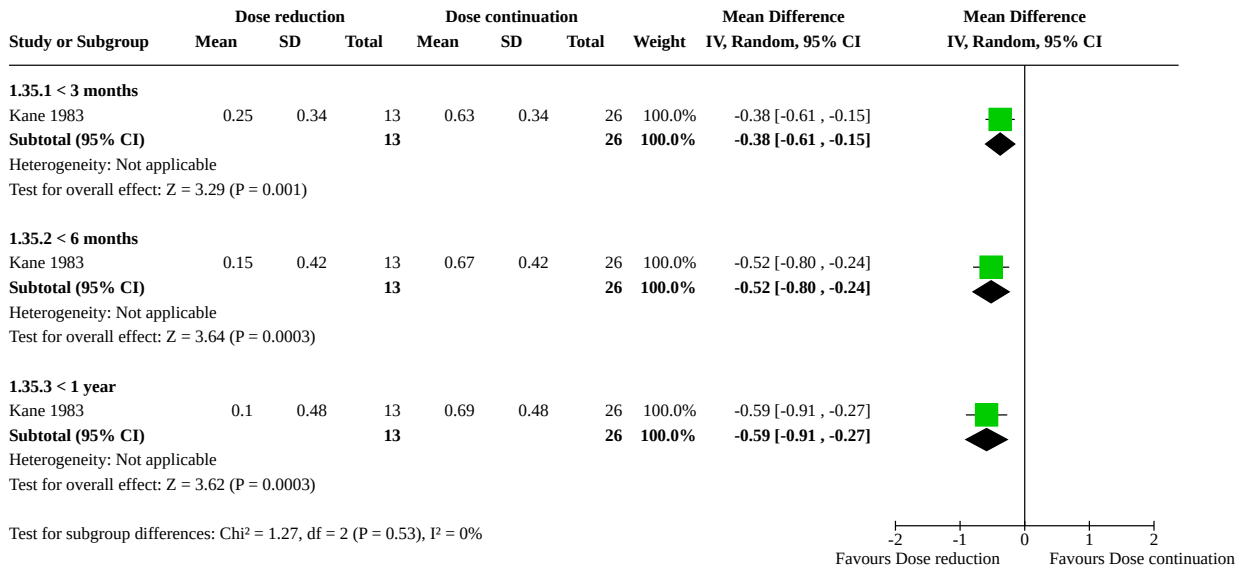 Dose reduction Dose continuation Mean Difference Mean Difference
Study or Subgroup Mean SD Total Mean SD Total Weight IV, Random, 95% CI IV, Random, 95% CI
1.35.1 < 3 months
Kane 1983 0.25 0.34 13 0.63 0.34 26 100.0% -0.38 [-0.61 , -0.15]
Subtotal (95% CI) 13 26 100.0% -0.38 [-0.61 , -0.15]
Heterogeneity: Not applicable
Test for overall effect: Z = 3.29 (P = 0.001)
1.35.2 < 6 months
Kane 1983 0.15 0.42 13 0.67 0.42 26 100.0% -0.52 [-0.80 , -0.24]
Subtotal (95% CI) 13 26 100.0% -0.52 [-0.80 , -0.24]
Heterogeneity: Not applicable
Test for overall effect: Z = 3.64 (P = 0.0003)
1.35.3 < 1 year
Kane 1983 0.1 0.48 13 0.69 0.48 26 100.0% -0.59 [-0.91 , -0.27]
Subtotal (95% CI) 13 26 100.0% -0.59 [-0.91 , -0.27]
Heterogeneity: Not applicable
Test for overall effect: Z = 3.62 (P = 0.0003)
Test for subgroup differences: Chi² = 1.27, df = 2 (P = 0.53), I² = 0%
-2 -1 0 1 2
Favours Dose reduction Favours Dose continuation